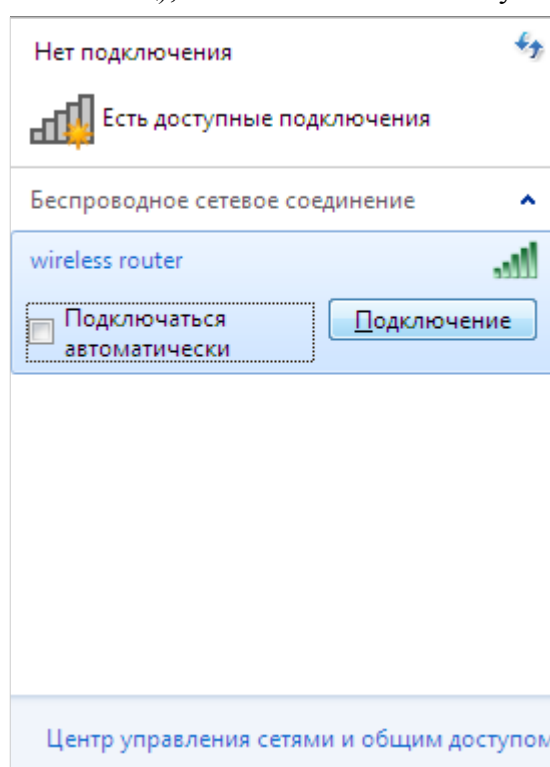 Нет подключения
Есть доступные подключения
Беспроводное сетевое соединение
wireless router
Подключаться
автоматически
Подключение
Центр управления сетями и общим доступом